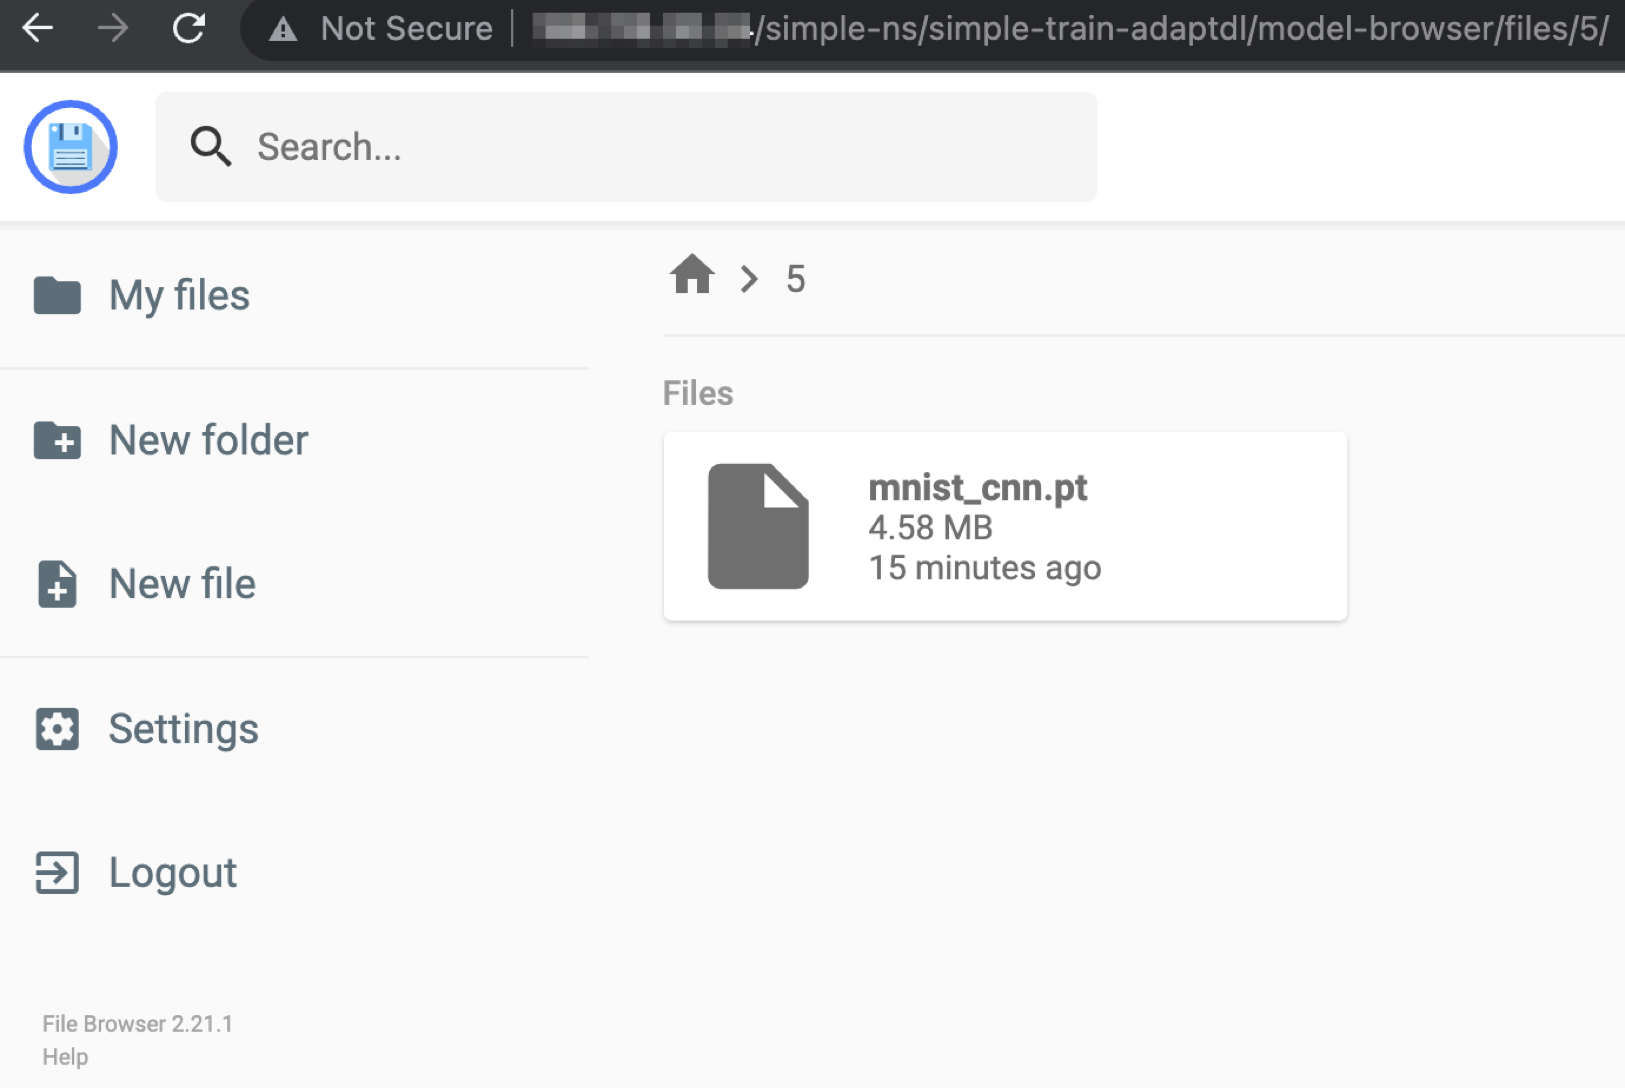 Not Secure
/simple-ns/simple-train-adaptdl/model-browser/files/5/
Search...
My files
New folder
New file
Settings
Logout
File Browser 2.21.1
Help
5
Files
mnist_cnn.pt
4.58 MB
15 minutes ago